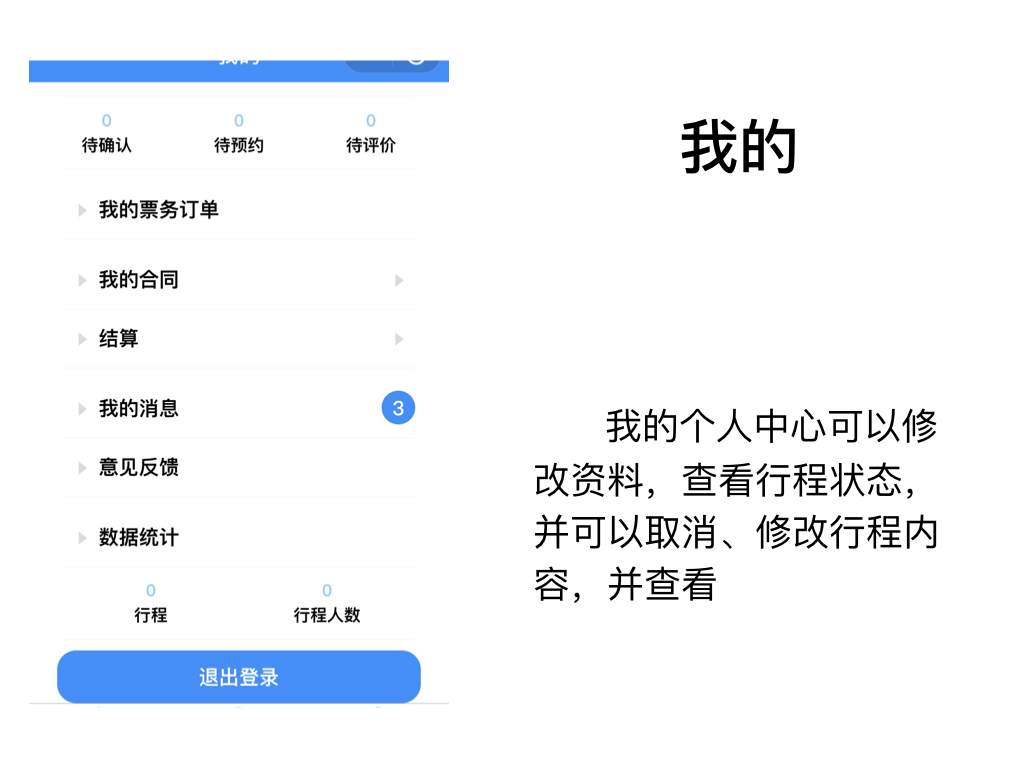 我的
0
0
0
待确认
待预约
待评价
我的票务订单
我的合同
结算
我的消息
3
意见反馈
数据统计
0
0
行程
行程人数
退出登录
我的
我的个人中心可以修
改资料，查看行程状态，
并可以取消、修改行程内
容，并查看